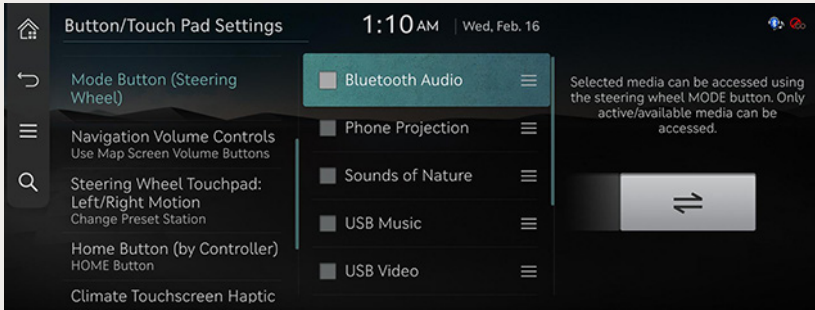 Button/Touch Pad Settings
1:10 AM
Wed, Feb. 16
Mode Button (Steering
Wheel)
Navigation Volume Controls
Use Map Screen Volume Buttons
Steering Wheel Touchpad:
Left/Right Motion
Change Preset Station
Home Button (by Controller)
HOME Button
Climate Touchscreen Haptic
Bluetooth Audio
Phone Projection
Sounds of Nature
USB Music
USB Video
Selected media can be accessed using
the steering wheel MODE button. Only
active/available media can be
accessed.